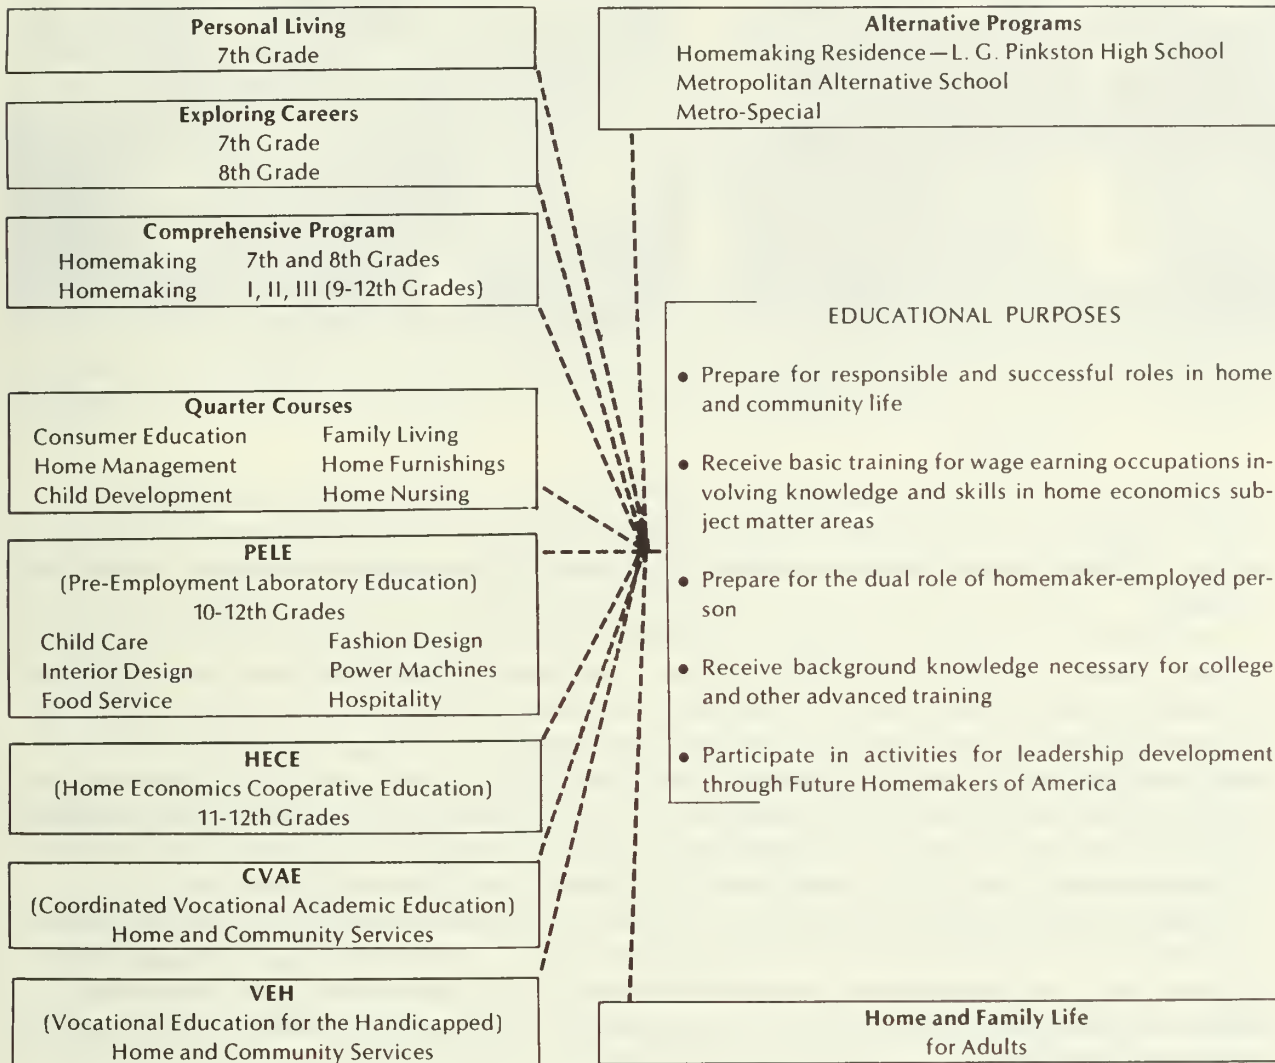 Personal Living
7th Grade
Exploring Careers
7th Grade
8th Grade
Comprehensive Program
Homemaking 7th and 8th Grades
Homemaking I, II, III (9-12th Grades)
Quarter Courses
Consumer Education Family Living
Home Management Home Furnishings
Child Development Home Nursing
PELE
(Pre-Employment Laboratory Education)
10-12th Grades
Child Care Fashion Design
Interior Design Power Machines
Food Service Hospitality
HECE
(Home Economics Cooperative Education)
11-12th Grades
CVAE
(Coordinated Vocational Academic Education)
Home and Community Services
VEH
(Vocational Education for the Handicapped)
Home and Community Services
Alternative Programs
Homemaking Residence—L. G. Pinkston High School
Metropolitan Alternative School
Metro-Special
EDUCATIONAL PURPOSES
• Prepare for responsible and successful roles in home
and community life
• Receive basic training for wage earning occupations in-
volving knowledge and skills in home economics sub-
ject matter areas
• Prepare for the dual role of homemaker-employed per-
son
• Receive background knowledge necessary for college
and other advanced training
• Participate in activities for leadership development
through Future Homemakers of America
Home and Family Life
for Adults